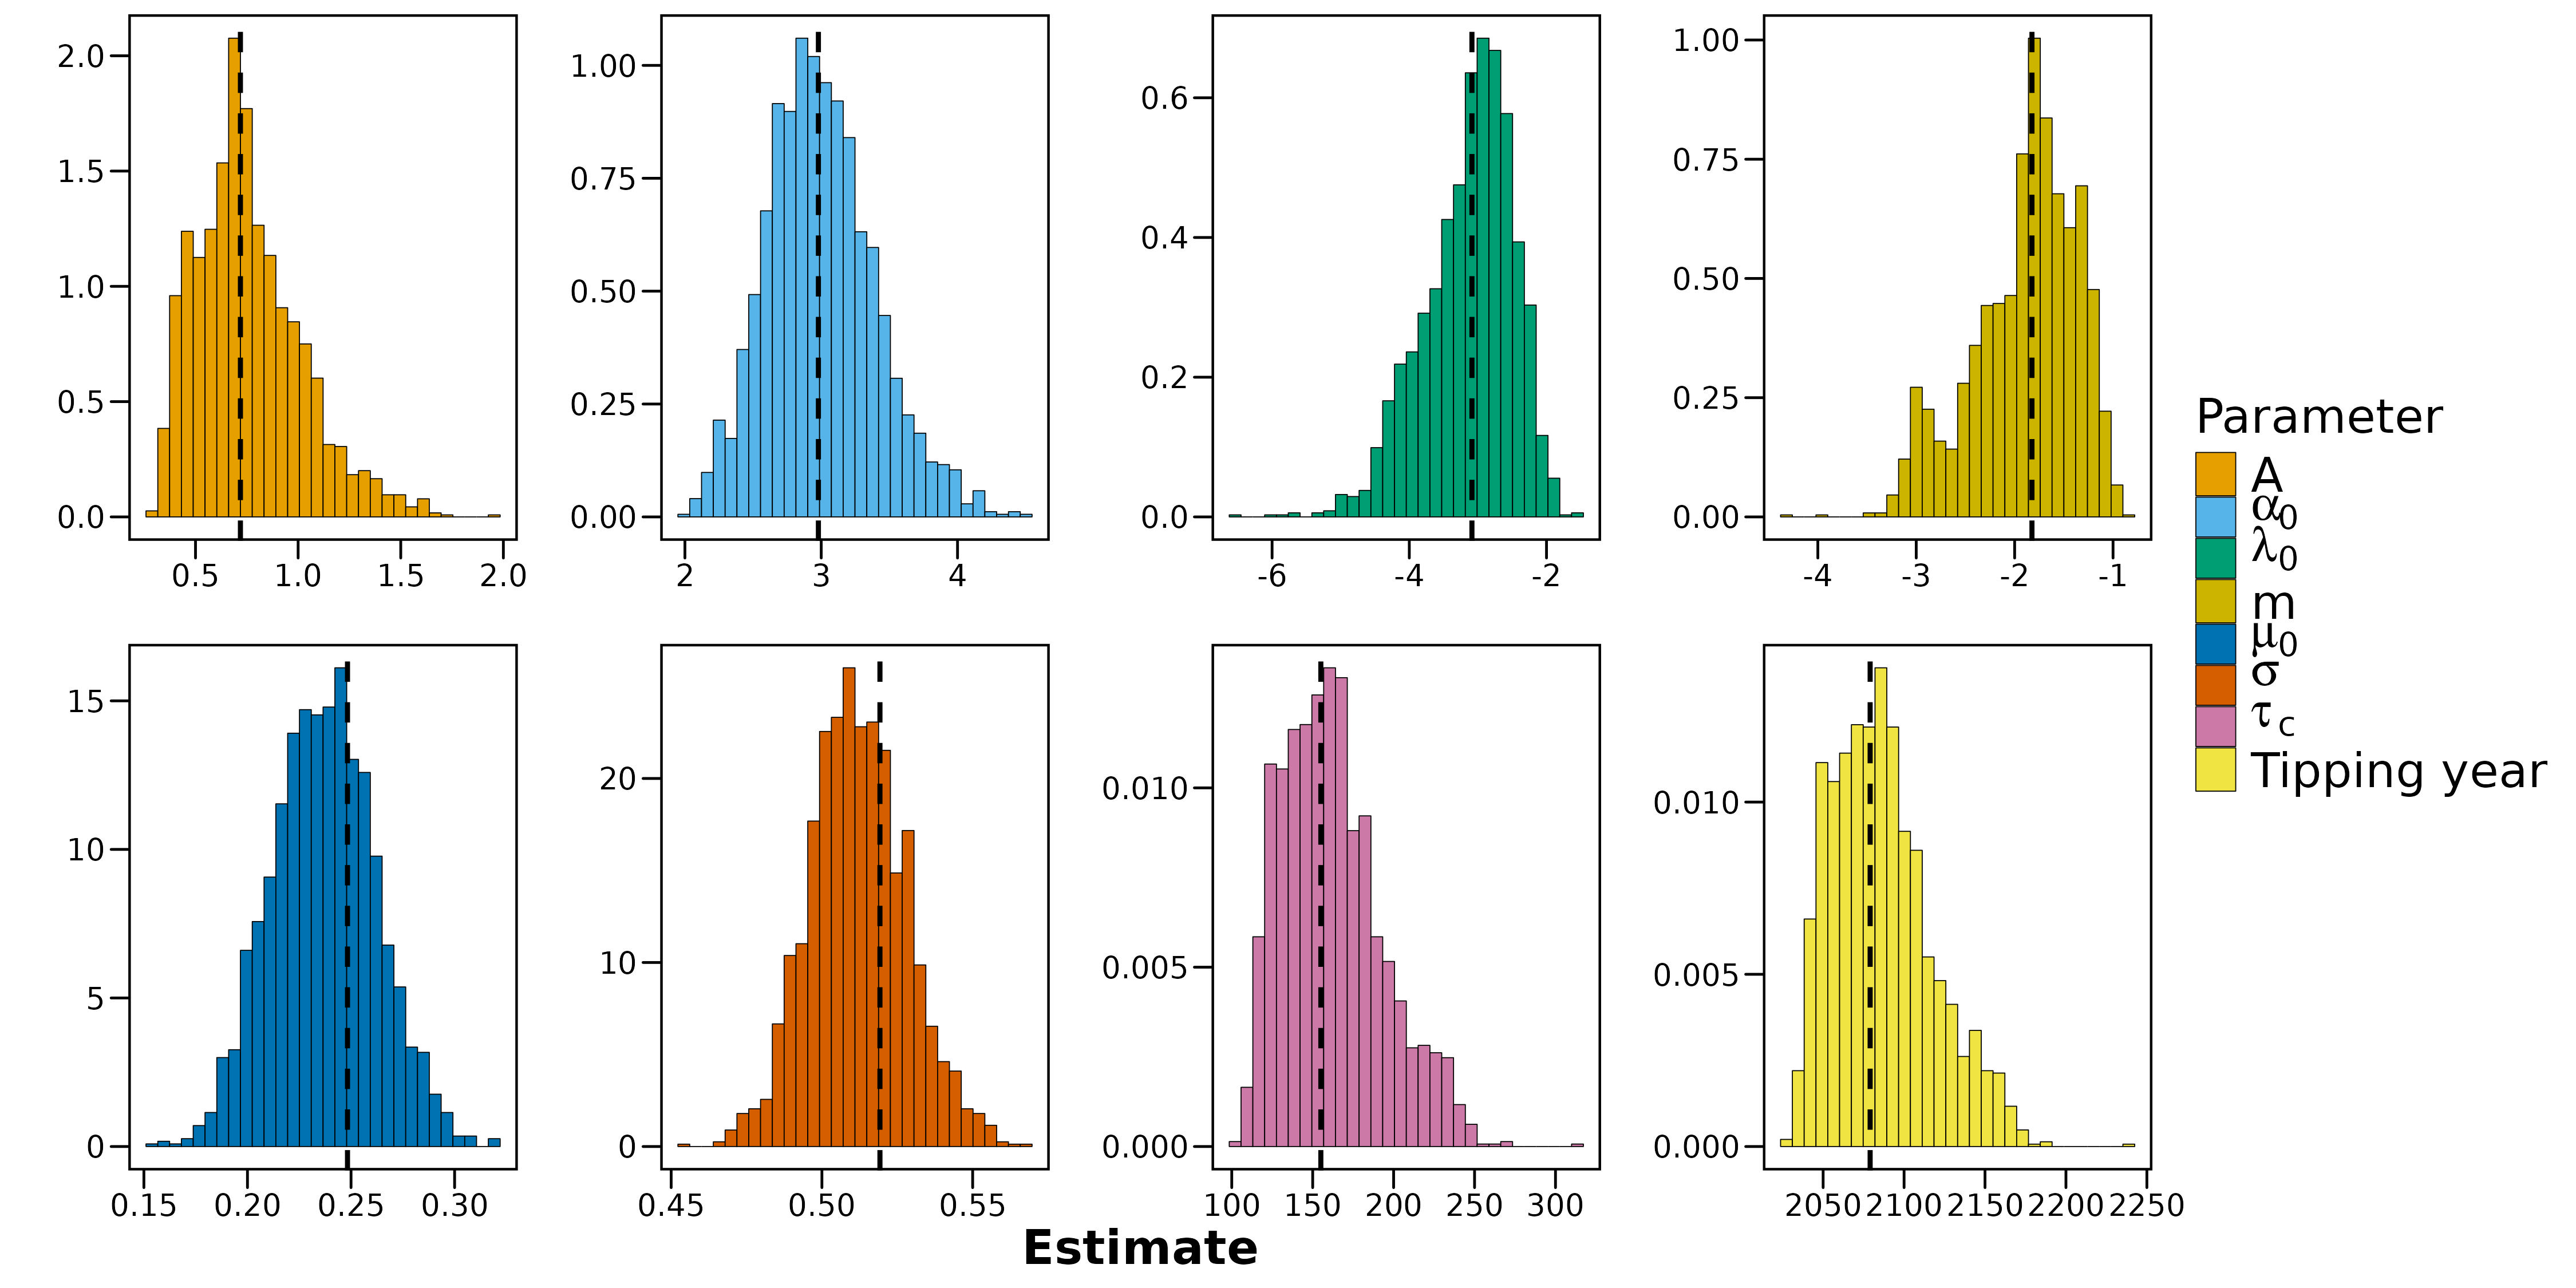 2.0
1.5
1.0
0.5
0.0
0.5 1.0 1.5 2.0
1.00
0.75
0.50
0.25
0.00
2 3 4
0.6
0.4
0.2
0.0
-6 -4 -2
1.00
0.75
0.50
0.25
0.00
-4 -3 -2 -1
15
10
5
0
0.15 0.20 0.25 0.30
20
10
0
0.45 0.50 0.55
0.010
0.005
0.000
100 150 200 250 300
0.010
0.005
0.000
2050 2100 2150 2200 2250
Estimate
Parameter
A
α0
λ0
m
μ0
σ
τc
Tipping year